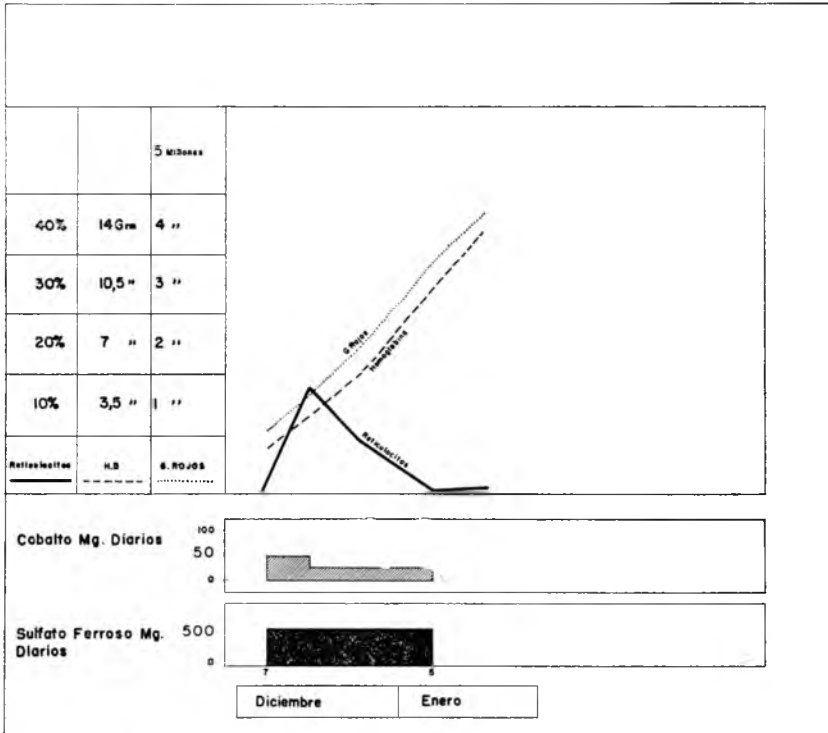 5 Millones
40% 14 Grm 4 "
30% 10,5 " 3 "
20% 7 " 2 "
10% 3,5 " 1 "
Reticulocitos H.B G. ROJOS
G. Rojos
Hemoglobina
Reticulocitos
Cobalto Mg. Diarios
100
50
0
Sulfato Ferroso Mg.
Diarios
500
0
7 5
Diciembre Enero